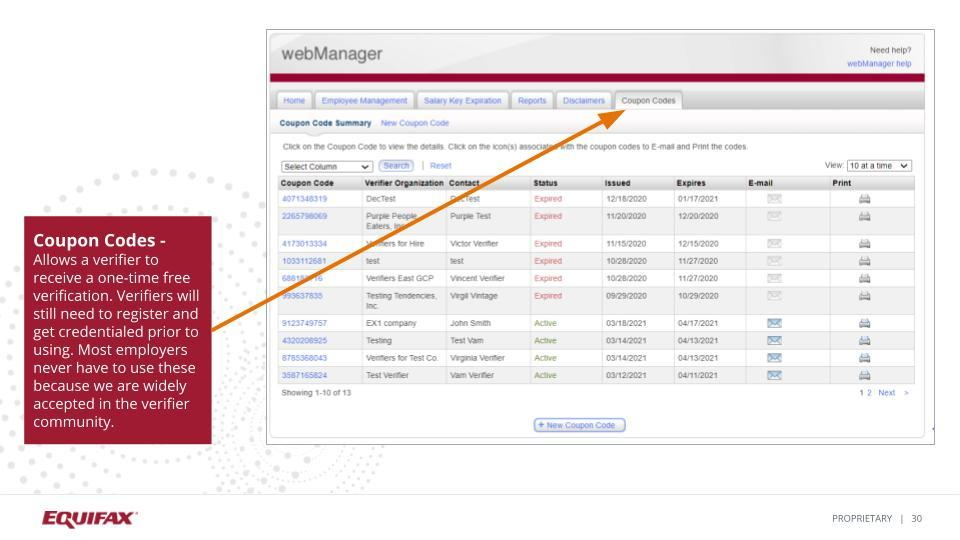 webManager
Need help?
webManager help
Home Employee Management Salary Key Expiration Reports Disclaimers Coupon Codes
Coupon Code Summary New Coupon Code
Click on the Coupon Code to view the details. Click on the icon(s) associated with the coupon codes to E-mail and Print the codes.
Select Column Search | Reset View: 10 at a time
Coupon Code Verifier Organization Contact Status Issued Expires E-mail Print
4071348319 DecTest DecTest Expired 12/18/2020 01/17/2021
2265798069 Purple People Purple Test Expired 11/20/2020 12/20/2020
Eaters, Inc.
4173013334 Verifiers for Hire Victor Verifier Expired 11/15/2020 12/15/2020
1033112681 test test Expired 10/28/2020 11/27/2020
Verifiers East GCP Vincent Verifier Expired 10/28/2020 11/27/2020
993637835 Testing Tendencies, Virgil Vintage Expired 09/29/2020 10/29/2020
Inc.
9123749757 EX1 company John Smith Active 03/18/2021 04/17/2021
4320208925 Testing Test Vam Active 03/14/2021 04/13/2021
8785368043 Verifiers for Test Co. Virginia Verifier Active 03/14/2021 04/13/2021
3587165824 Test Verifier Vam Verifier Active 03/12/2021 04/11/2021
Showing 1-10 of 13 1 2 Next >
+ New Coupon Code
Coupon Codes -
Allows a verifier to
receive a one-time free
verification. Verifiers will
still need to register and
get credentialed prior to
using. Most employers
never have to use these
because we are widely
accepted in the verifier
community.
EQUIFAX
PROPRIETARY | 30